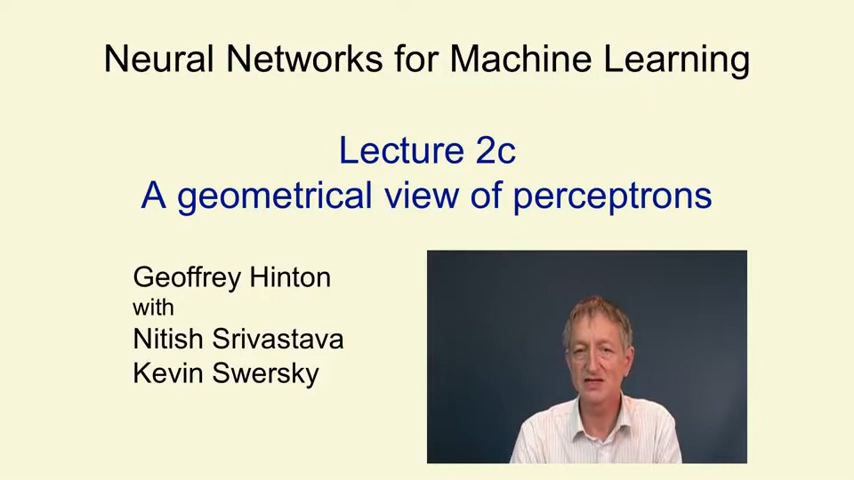 Neural Networks for Machine Learning
Lecture 2c
A geometrical view of perceptrons
Geoffrey Hinton
with
Nitish Srivastava
Kevin Swersky